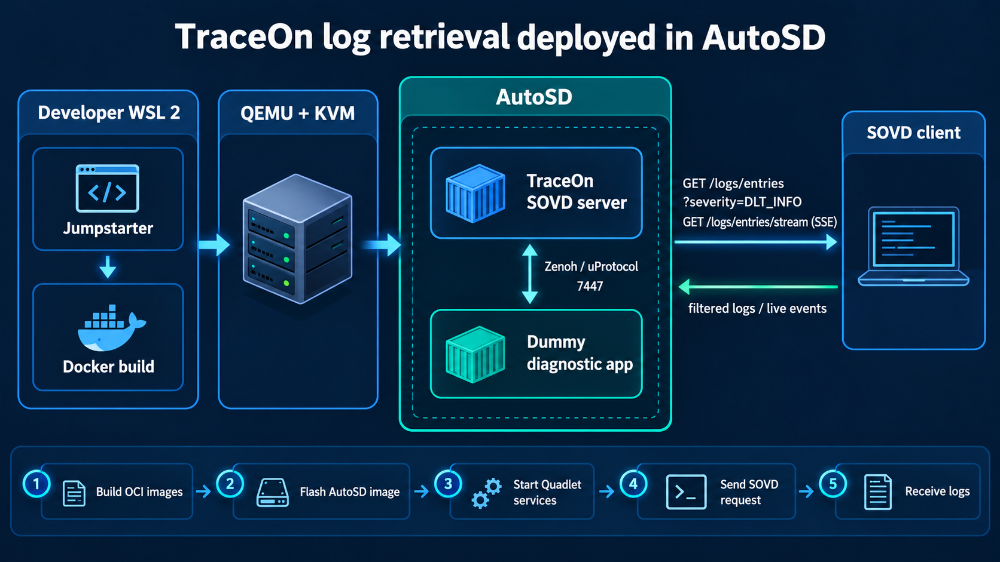 TraceOn log retrieval deployed in AutoSD
Developer WSL 2
Jumpstarter
Docker build
QEMU + KVM
AutoSD
TraceOn
SOVD server
Zenoh / uProtocol
7447
Dummy
diagnostic app
GET /logs/entries
?severity=DLT_INFO
GET /logs/entries/stream (SSE)
filtered logs / live events
SOVD client
1
Build OCI images
2
Flash AutoSD image
3
Start Quadlet
services
4
Send SOVD
request
5
Receive logs